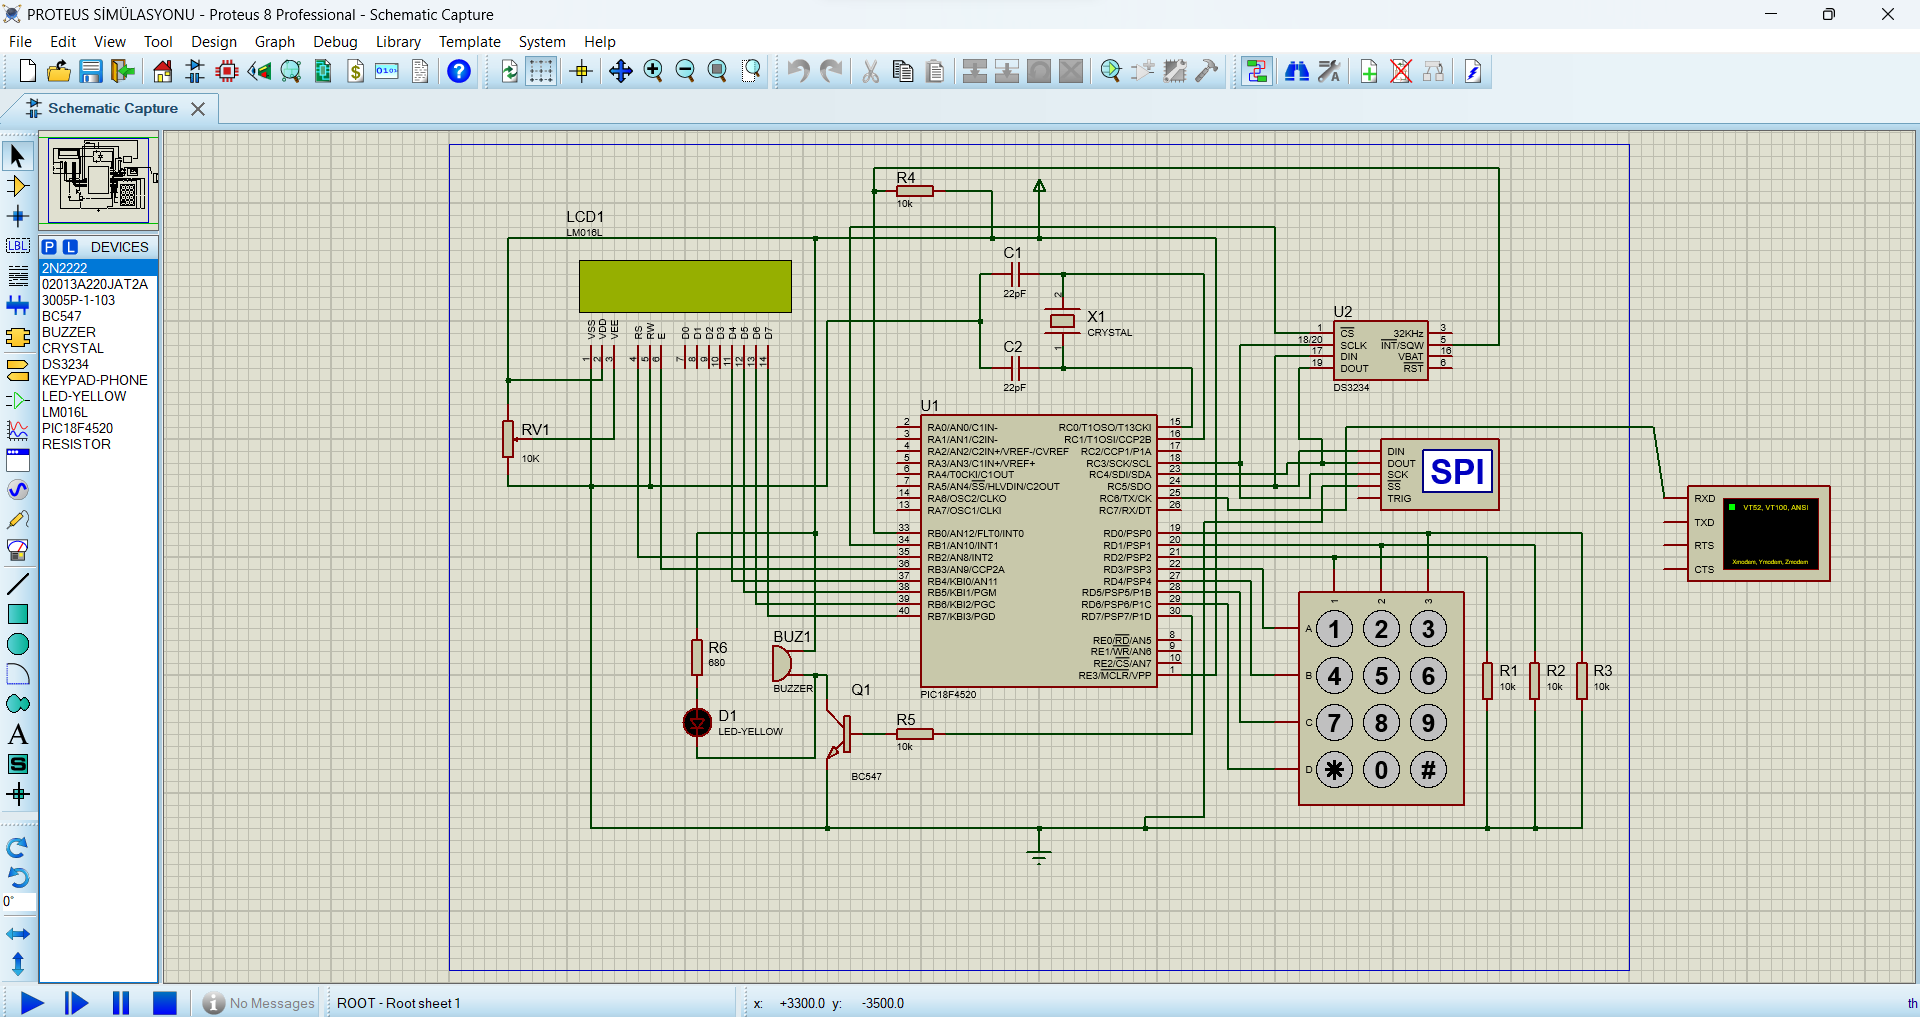 PROTEUS SİMÜLASYONU - Proteus 8 Professional - Schematic Capture
File Edit View Tool Design Graph Debug Library Template System Help
Schematic Capture
P L DEVICES
2N2222
02013A220JAT2A
3005P-1-103
BC547
BUZZER
CRYSTAL
DS3234
KEYPAD-PHONE
LED-YELLOW
LM016L
PIC18F4520
RESISTOR
LBL
A
S
0°
R4
10k
LCD1
LM016L
VSS VDD VEE RS RW E D0 D1 D2 D3 D4 D5 D6 D7
1 2 3 4 5 6 7 8 9 10 11 12 13 14
RV1
10K
C1
22pF
C2
22pF
X1
CRYSTAL
2
1
U2
1 CS 32KHz 3
18/20 SCLK INT/SQW 5
17 DIN VBAT 16
19 DOUT RST 6
DS3234
U1
2 RA0/AN0/C1IN- RC0/T1OSO/T13CKI 15
3 RA1/AN1/C2IN- RC1/T1OSI/CCP2B 16
4 RA2/AN2/C2IN+/VREF-/CVREF RC2/CCP1/P1A 17
5 RA3/AN3/C1IN+/VREF+ RC3/SCK/SCL 18
6 RA4/T0CKI/C1OUT RC4/SDI/SDA 23
7 RA5/AN4/SS/HLVDIN/C2OUT RC5/SDO 24
14 RA6/OSC2/CLKO RC6/TX/CK 25
13 RA7/OSC1/CLKI RC7/RX/DT 26
33 RB0/AN12/FLT0/INT0 RD0/PSP0 19
34 RB1/AN10/INT1 RD1/PSP1 20
35 RB2/AN8/INT2 RD2/PSP2 21
36 RB3/AN9/CCP2A RD3/PSP3 22
37 RB4/KBI0/AN11 RD4/PSP4 27
38 RB5/KBI1/PGM RD5/PSP5/P1B 28
39 RB6/KBI2/PGC RD6/PSP6/P1C 29
40 RB7/KBI3/PGD RD7/PSP7/P1D 30
RE0/RD/AN5 8
RE1/WR/AN6 9
RE2/CS/AN7 10
RE3/MCLR/VPP 1
PIC18F4520
DIN
DOUT
SCK
SS
TRIG
SPI
RXD
TXD
RTS
CTS
VT52, VT100, ANSI
Xmodem, Ymodem, Zmodem
R6
680
BUZ1
BUZZER
D1
LED-YELLOW
Q1
BC547
R5
10k
1 2 3
A 1 2 3
B 4 5 6
C 7 8 9
D * 0 #
R1
10k
R2
10k
R3
10k
No Messages
ROOT - Root sheet 1
x: +3300.0 y: -3500.0
th